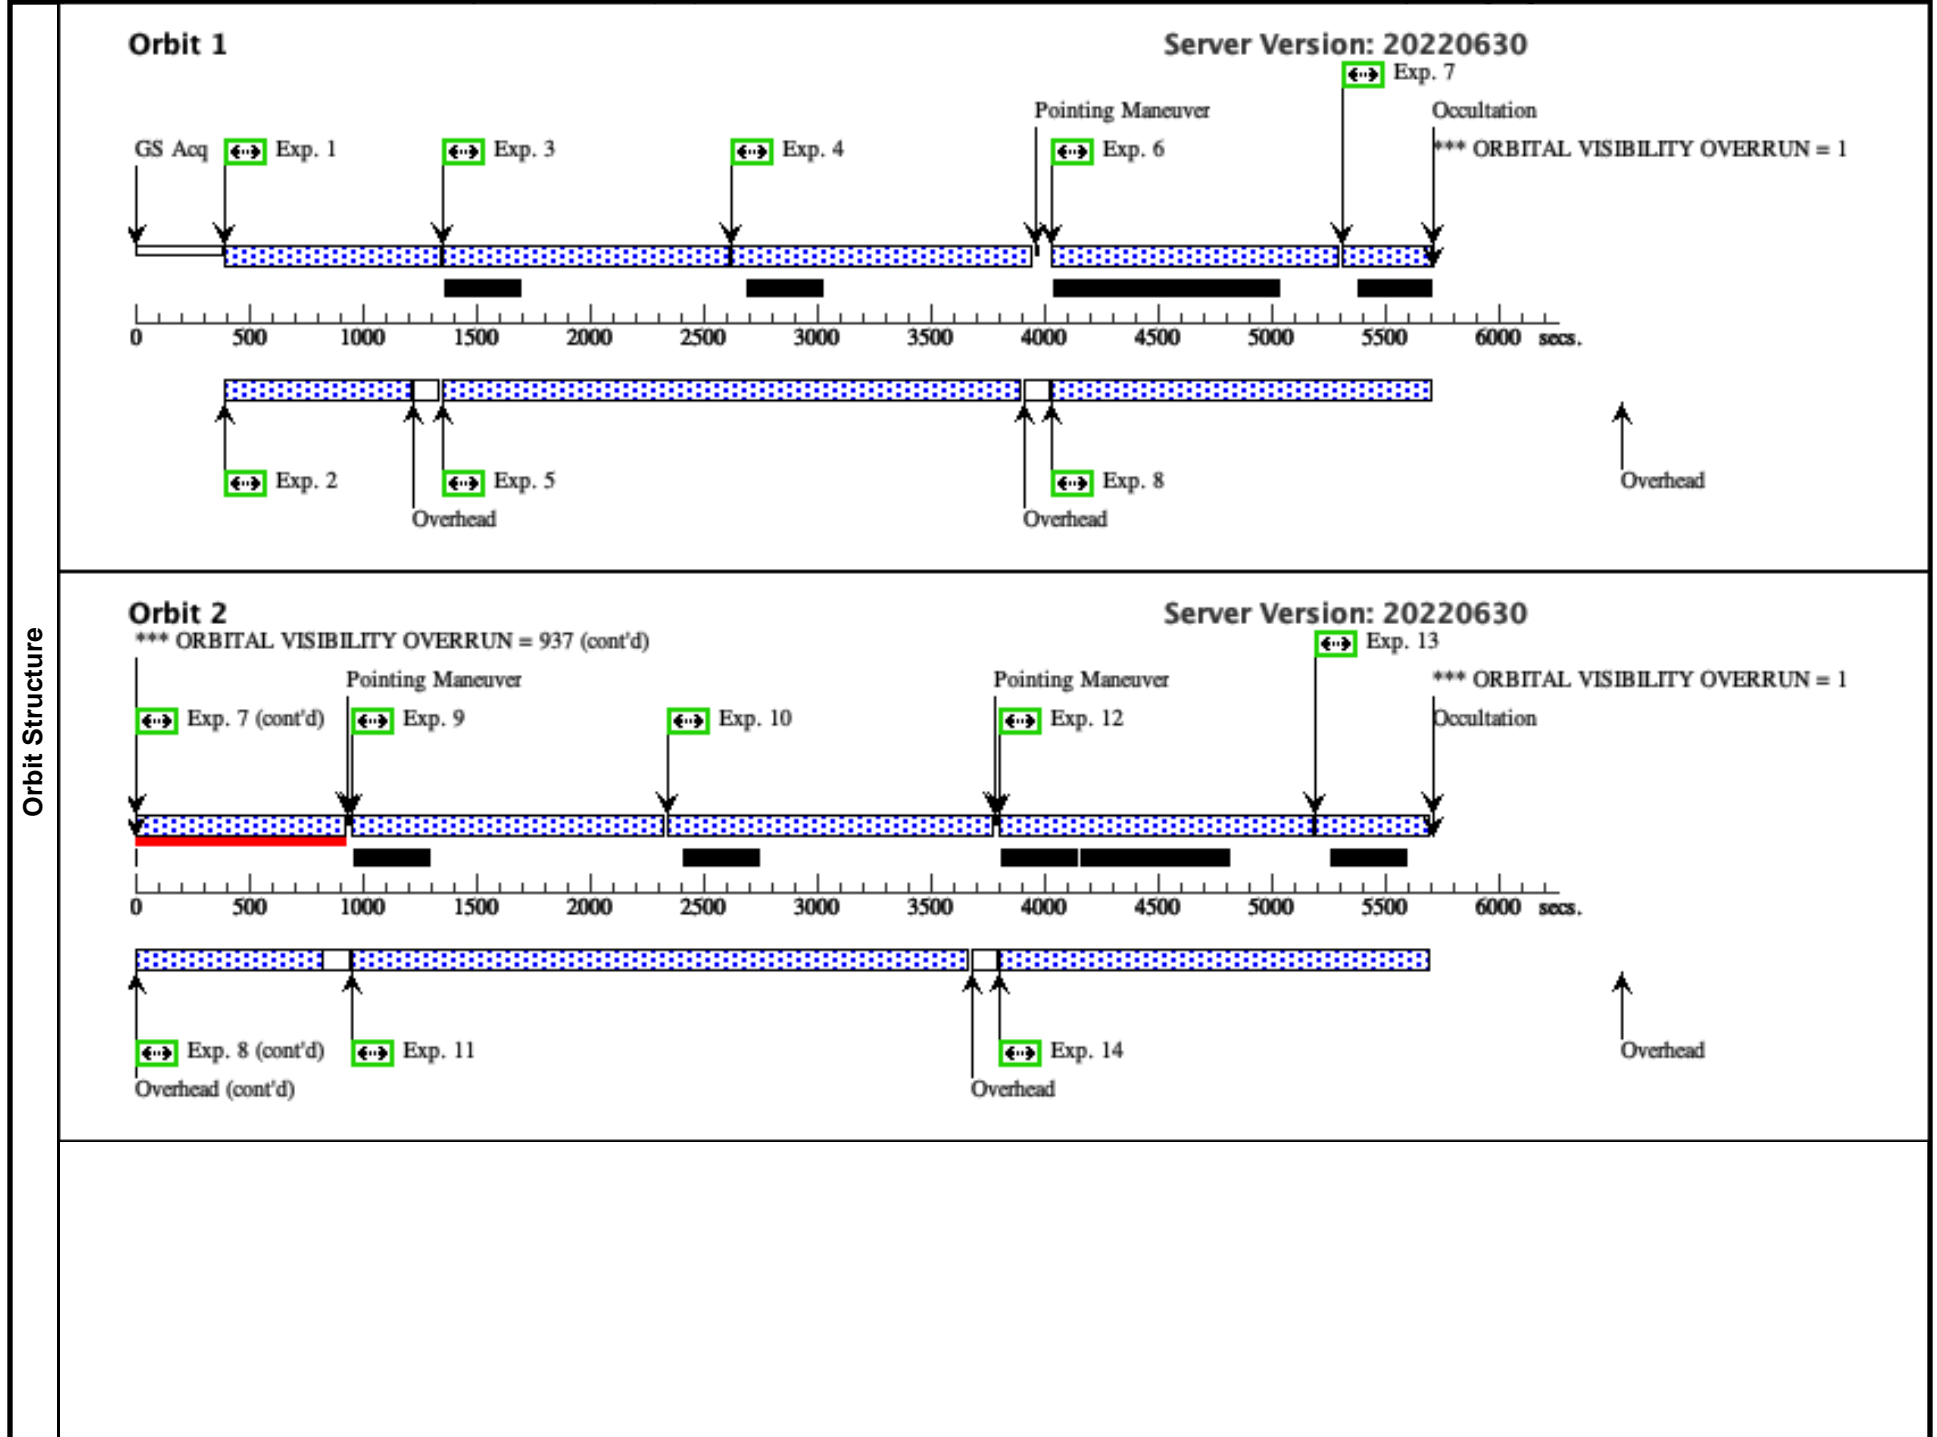 Orbit Structure
Orbit 1
Server Version: 20220630
Exp. 7
Pointing Maneuver
Occultation
GS Acq
Exp. 1
Exp. 3
Exp. 4
Exp. 6
*** ORBITAL VISIBILITY OVERRUN = 1
0 500 1000 1500 2000 2500 3000 3500 4000 4500 5000 5500 6000 secs.
Exp. 2
Exp. 5
Exp. 8
Overhead
Overhead
Overhead
Orbit 2
Server Version: 20220630
*** ORBITAL VISIBILITY OVERRUN = 937 (cont'd)
Exp. 13
Pointing Maneuver
Pointing Maneuver
*** ORBITAL VISIBILITY OVERRUN = 1
Exp. 7 (cont'd)
Exp. 9
Exp. 10
Exp. 12
Occultation
0 500 1000 1500 2000 2500 3000 3500 4000 4500 5000 5500 6000 secs.
Exp. 8 (cont'd)
Exp. 11
Exp. 14
Overhead
Overhead (cont'd)
Overhead